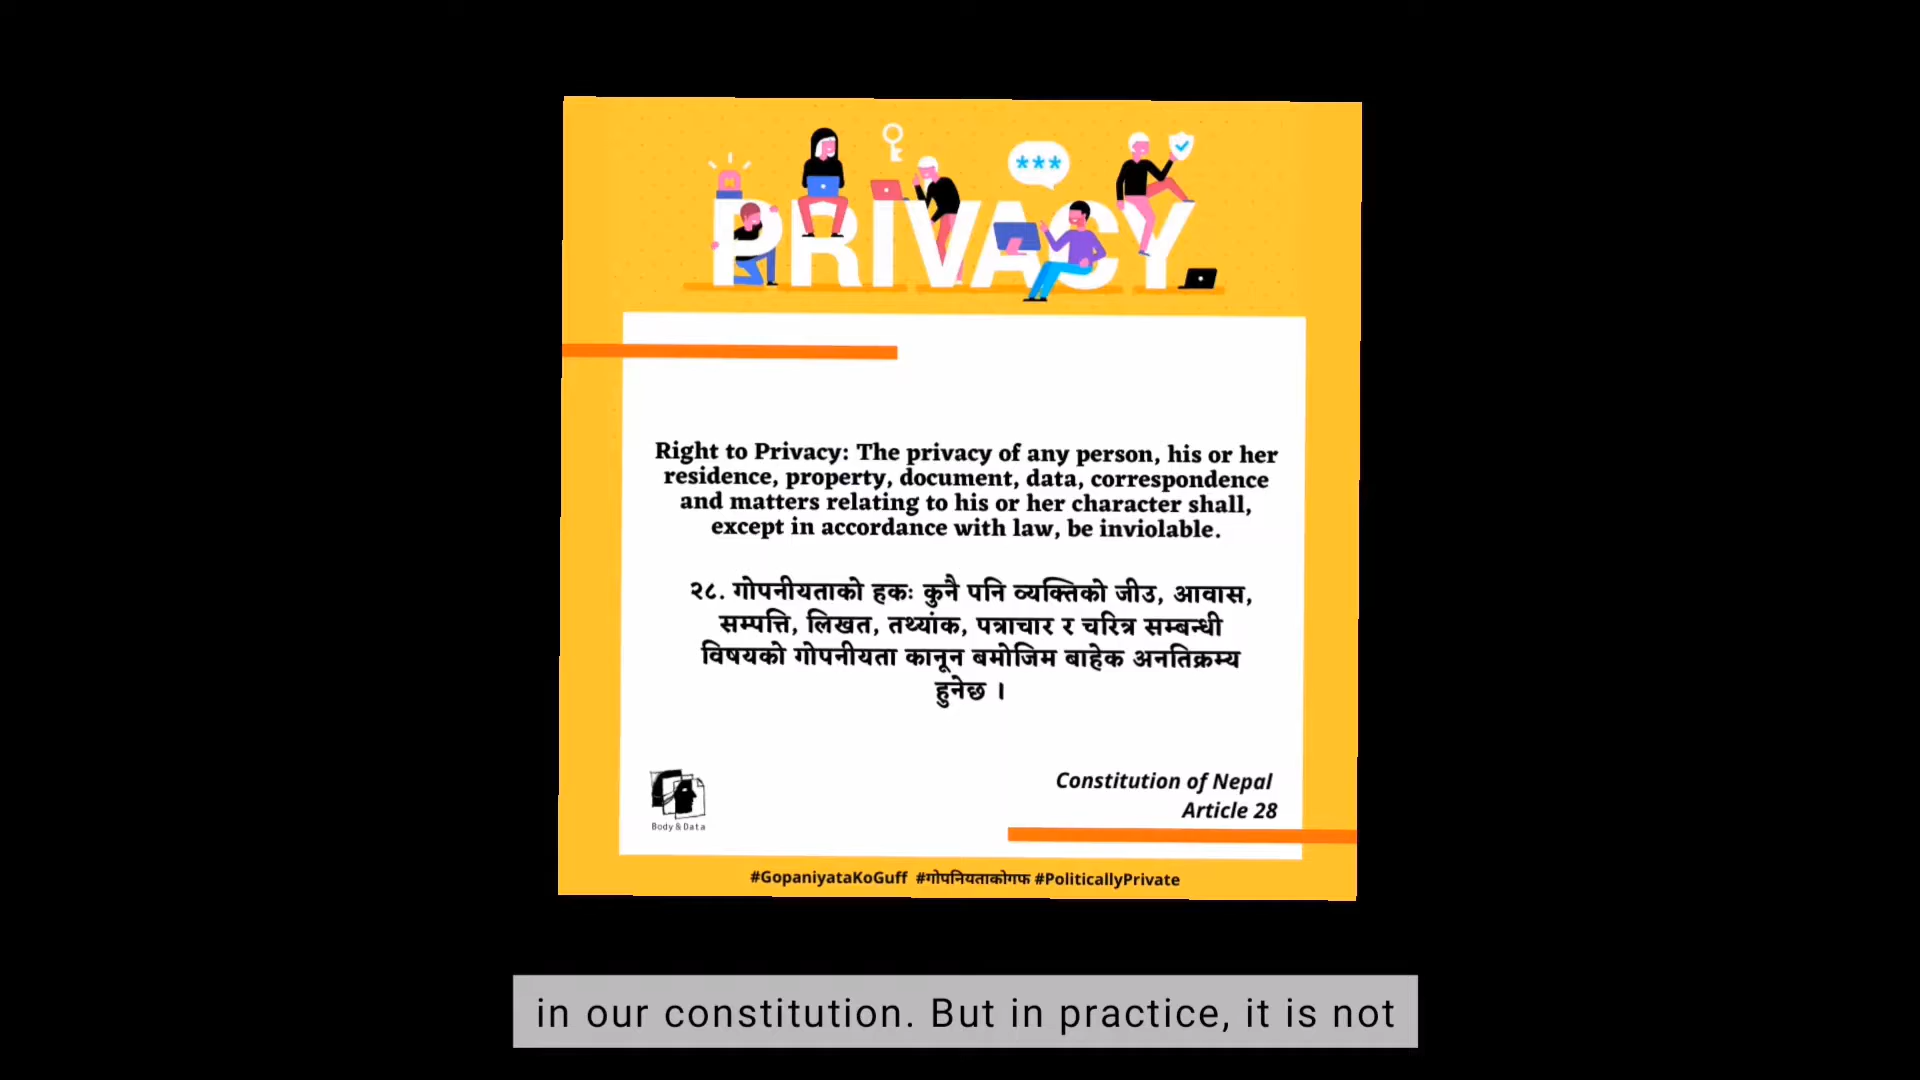 ***
PRIVACY
Right to Privacy: The privacy of any person, his or her
residence, property, document, data, correspondence
and matters relating to his or her character shall,
except in accordance with law, be inviolable.
२८. गोपनीयताको हकः कुनै पनि व्यक्तिको जीउ, आवास,
सम्पत्ति, लिखत, तथ्यांक, पत्राचार र चरित्र सम्बन्धी
विषयको गोपनीयता कानून बमोजिम बाहेक अनतिक्रम्य
हुनेछ ।
Constitution of Nepal
Article 28
Body & Data
#GopaniyataKoGuff #गोपनियताकोगफ #PoliticallyPrivate
in our constitution. But in practice, it is not